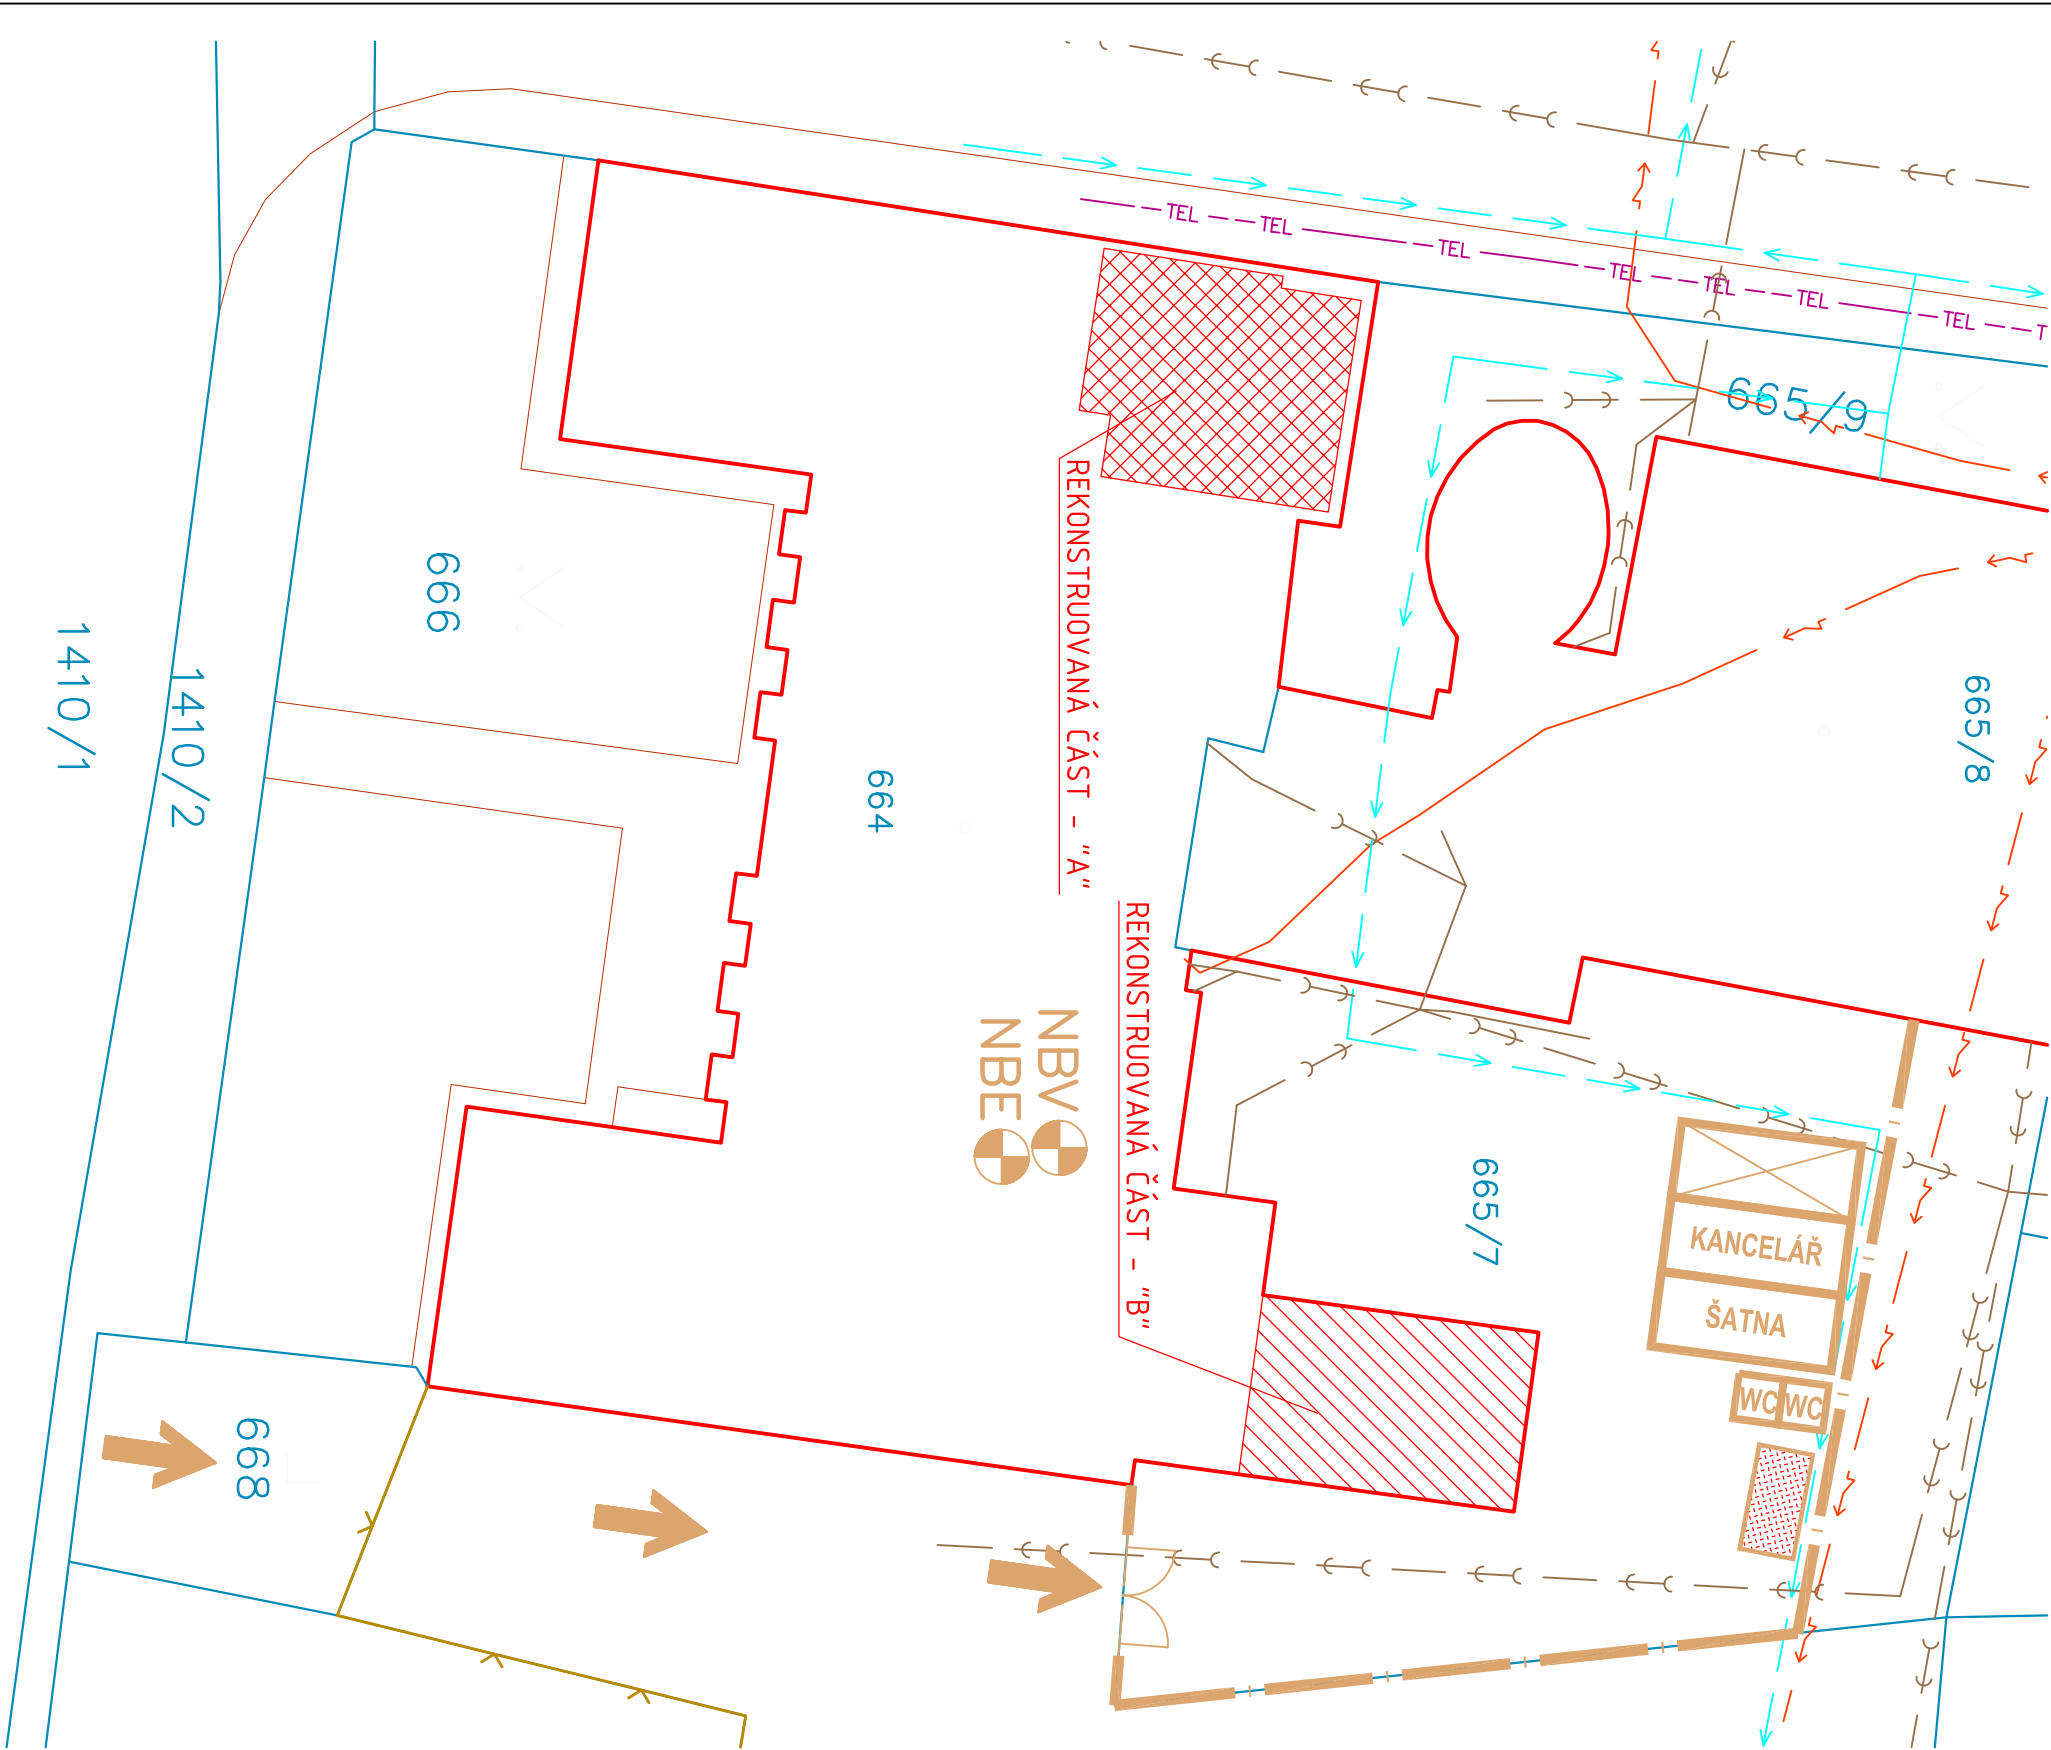 TEL TEL TEL TEL TEL TEL TEL T
665/9
666
1410/1
1410/2
664
REKONSTRUOVANÁ ČÁST - "A"
665/8
REKONSTRUOVANÁ ČÁST - "B"
NBV
NBE
665/7
KANCELÁŘ
ŠATNA
WC WC
668